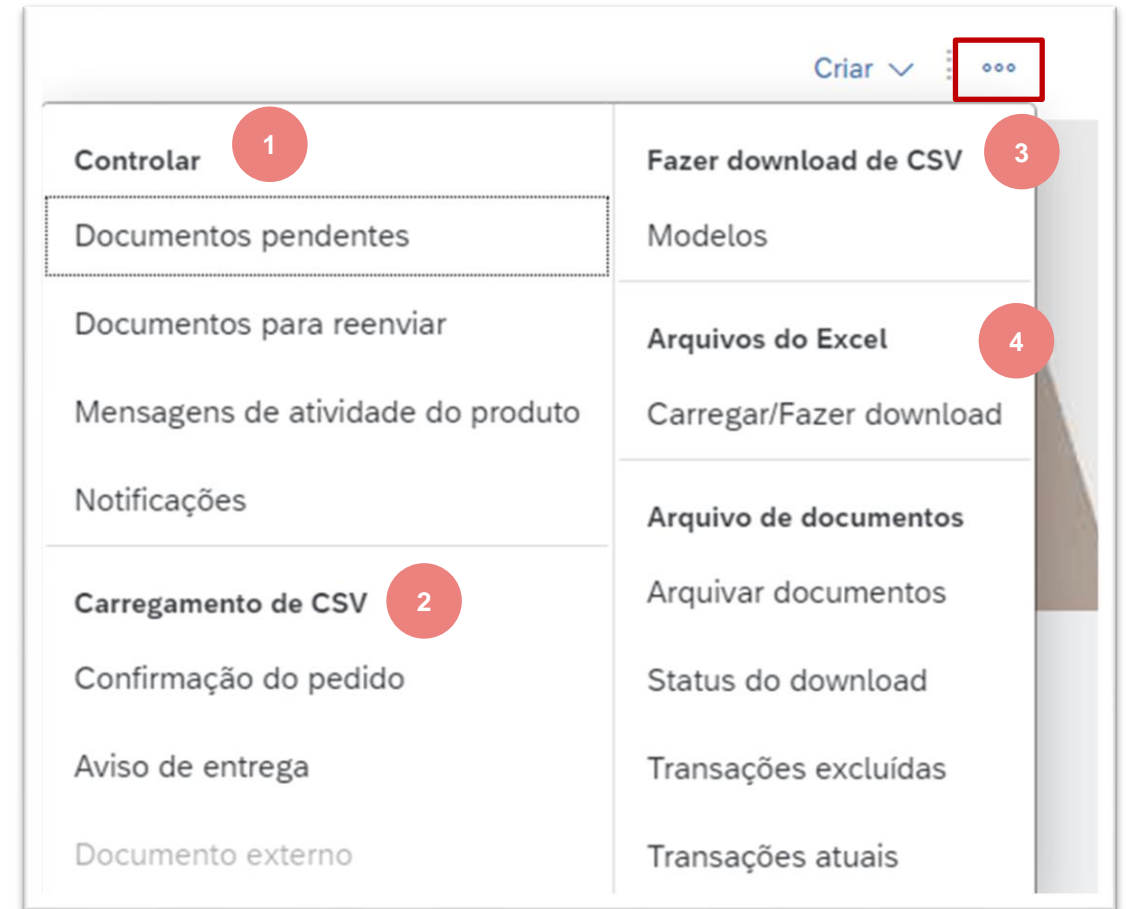 Criar
Controlar
1
Documentos pendentes
Documentos para reenviar
Mensagens de atividade do produto
Notificações
Carregamento de CSV
2
Confirmação do pedido
Aviso de entrega
Documento externo
Fazer download de CSV
3
Modelos
Arquivos do Excel
4
Carregar/Fazer download
Arquivo de documentos
Arquivar documentos
Status do download
Transações excluídas
Transações atuais